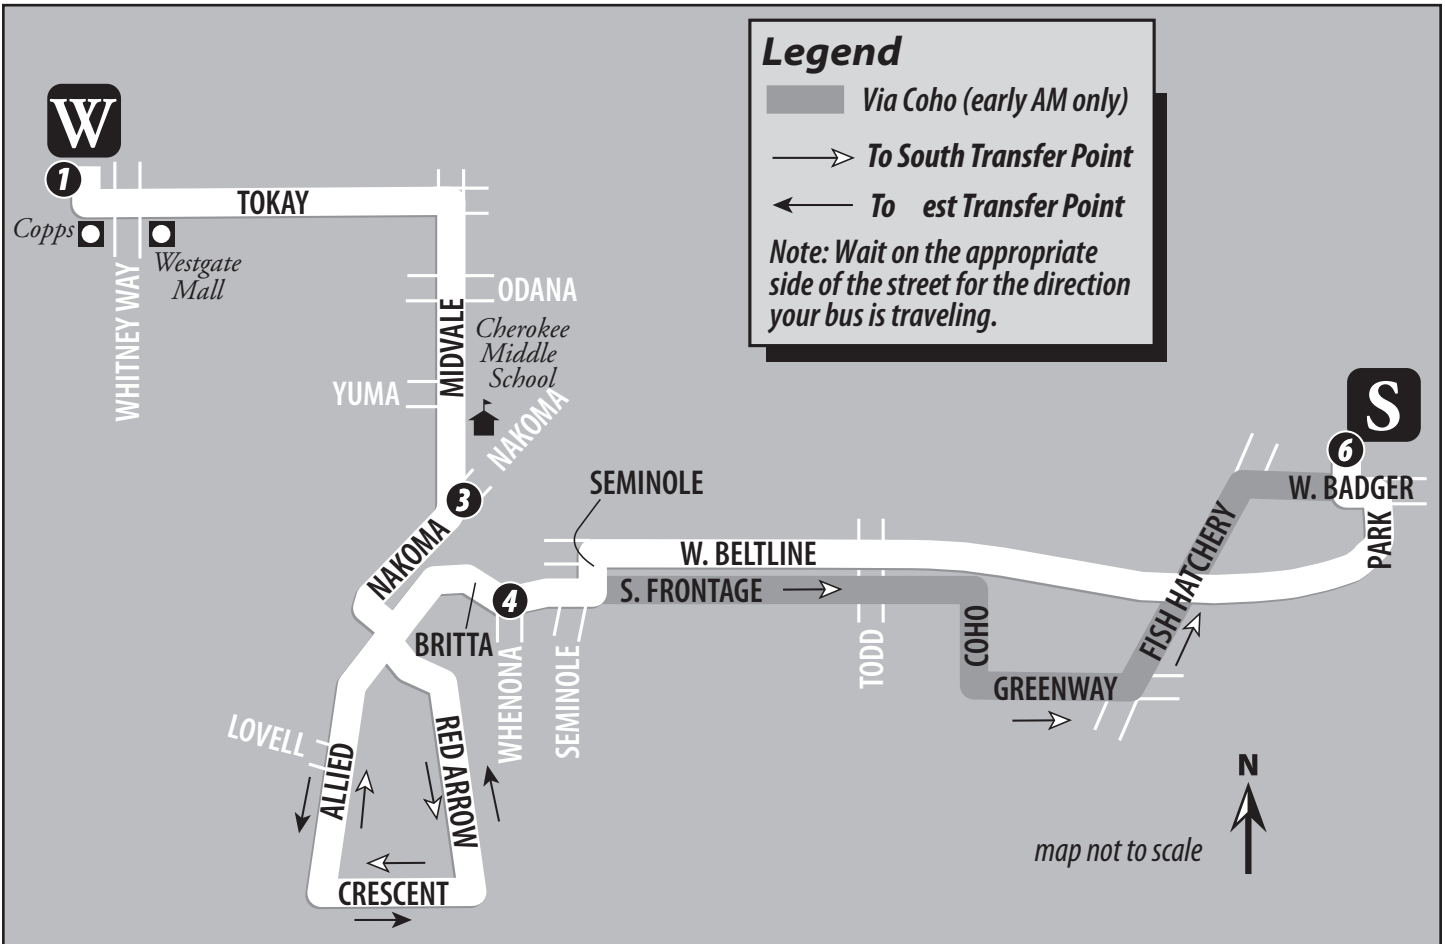 Legend
Via Coho (early AM only)
To South Transfer Point
To est Transfer Point
Note: Wait on the appropriate
side of the street for the direction
your bus is traveling.
W
1
TOKAY
Copps
Westgate
Mall
WHITNEY WAY
ODANA
MIDVALE
Cherokee
Middle
School
YUMA
NAKOMA
S
6
3
SEMINOLE
W. BADGER
NAKOMA
W. BELTLINE
PARK
FISH HATCHERY
S. FRONTAGE
4
BRITTA
WHENONA
SEMINOLE
TODD
COHO
GREENWAY
LOVELL
ALLIED
RED ARROW
CRESCENT
N
map not to scale